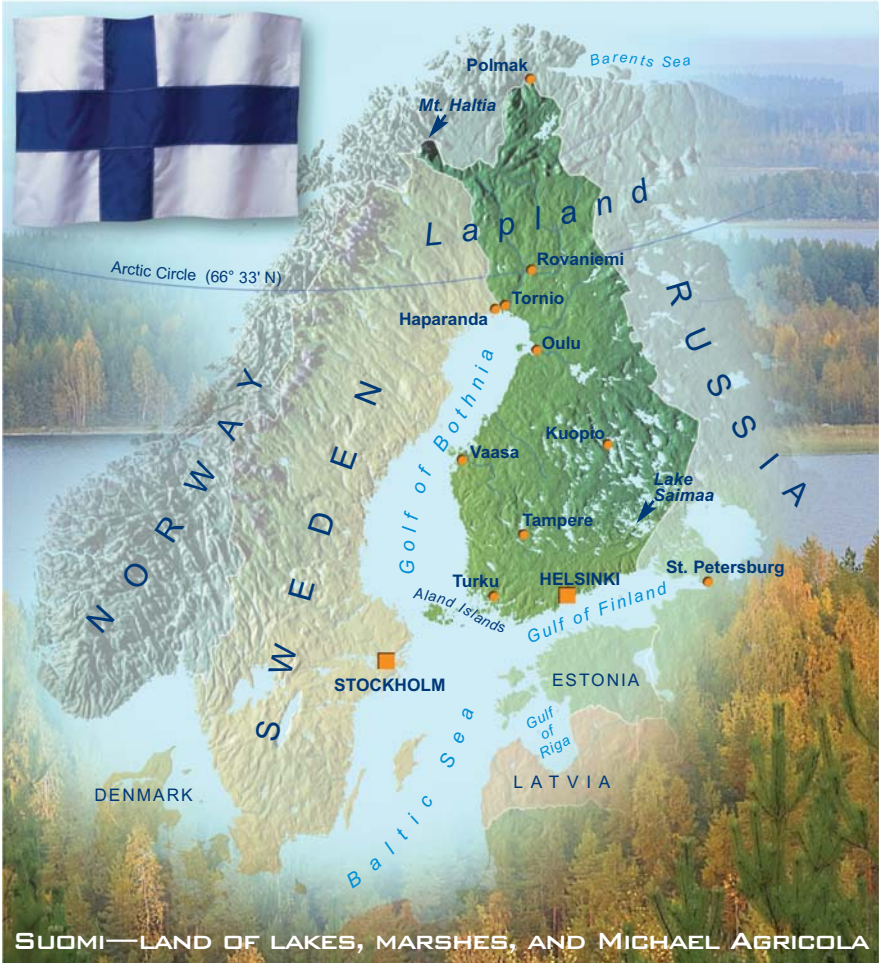 Barents Sea
Polmak
Mt. Haltia
Lapland
Arctic Circle (66° 33' N)
Rovaniemi
Tornio
Haparanda
Oulu
RUSSIA
NORWAY
SWEDEN
Golf of Bothnia
Kuopio
Vaasa
Lake
Saimaa
Tampere
Turku
HELSINKI
St. Petersburg
Aland Islands
Gulf of Finland
STOCKHOLM
ESTONIA
Gulf
of
Riga
Baltic Sea
LATVIA
DENMARK
SUOMI—LAND OF LAKES, MARSHES, AND MICHAEL AGRICOLA